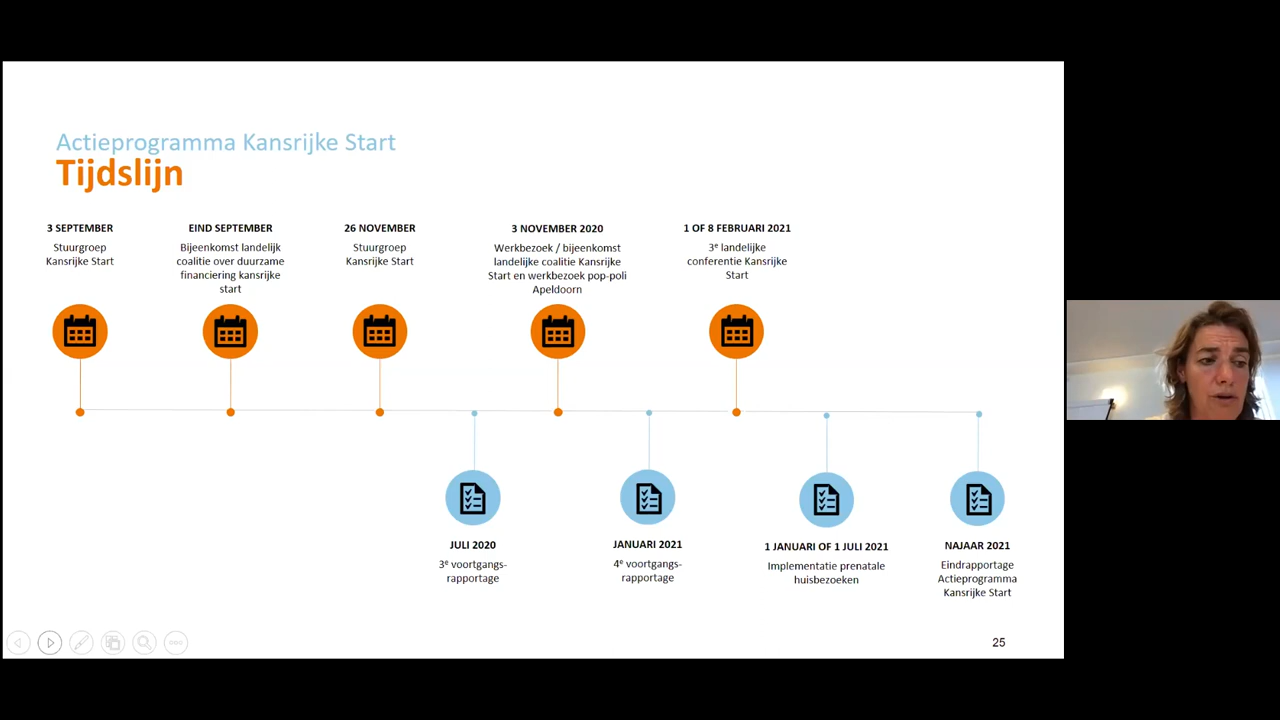 Actieprogramma Kansrijke Start
Tijdslijn
3 SEPTEMBER
Stuurgroep
Kansrijke Start
EIND SEPTEMBER
Bijeenkomst landelijk
coalitie over duurzame
financiering kansrijke
start
26 NOVEMBER
Stuurgroep
Kansrijke Start
3 NOVEMBER 2020
Werkbezoek / bijeenkomst
landelijke coalitie Kansrijke
Start en werkbezoek pop-poli
Apeldoorn
1 OF 8 FEBRUARI 2021
3e landelijke
conferentie Kansrijke
Start
JULI 2020
3e voortgangs-
rapportage
JANUARI 2021
4e voortgangs-
rapportage
1 JANUARI OF 1 JULI 2021
Implementatie prenatale
huisbezoeken
NAJAAR 2021
Eindrapportage
Actieprogramma
Kansrijke Start
25